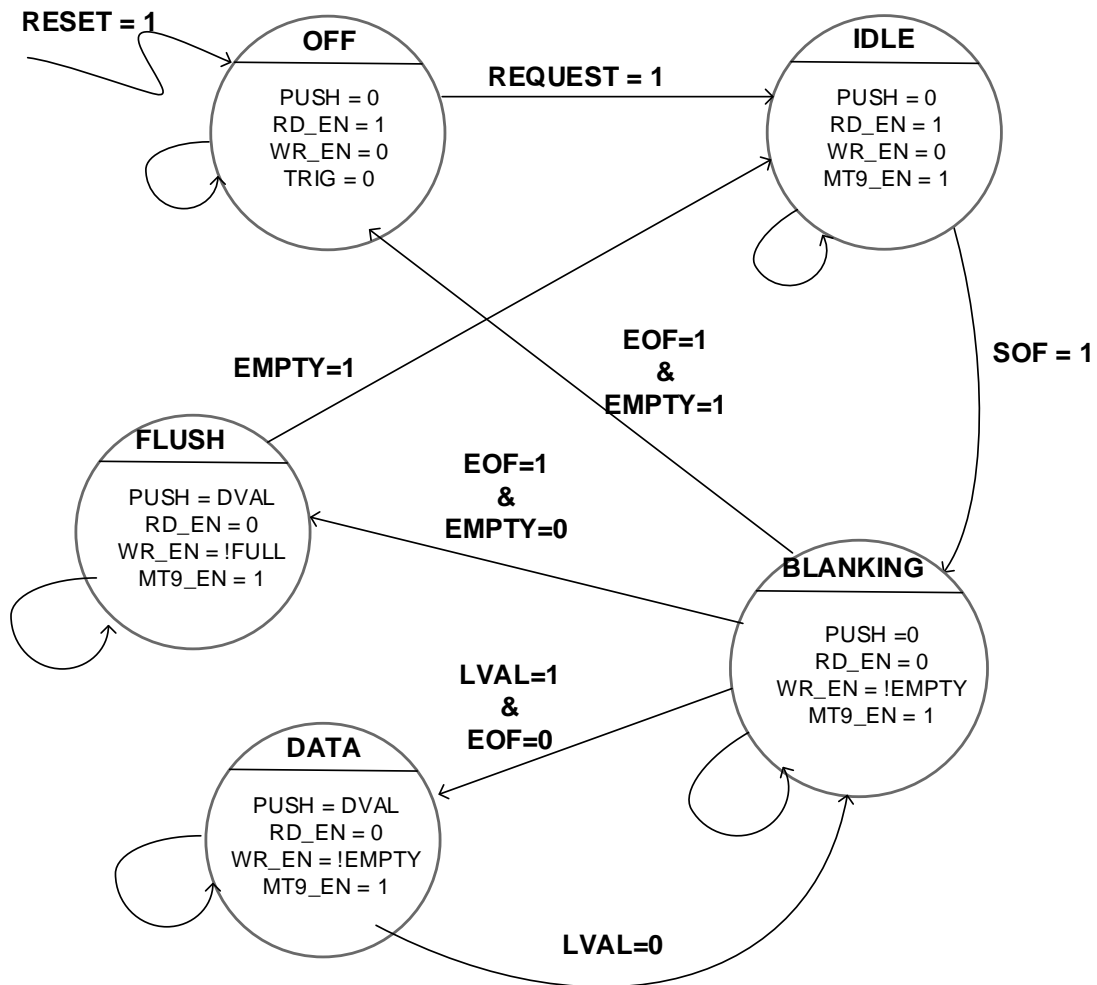 RESET = 1
OFF
PUSH = 0
RD_EN = 1
WR_EN = 0
TRIG = 0
REQUEST = 1
IDLE
PUSH = 0
RD_EN = 1
WR_EN = 0
MT9_EN = 1
SOF = 1
EMPTY=1
EOF=1
&
EMPTY=1
FLUSH
PUSH = DVAL
RD_EN = 0
WR_EN = !FULL
MT9_EN = 1
EOF=1
&
EMPTY=0
BLANKING
PUSH =0
RD_EN = 0
WR_EN = !EMPTY
MT9_EN = 1
LVAL=1
&
EOF=0
DATA
PUSH = DVAL
RD_EN = 0
WR_EN = !EMPTY
MT9_EN = 1
LVAL=0